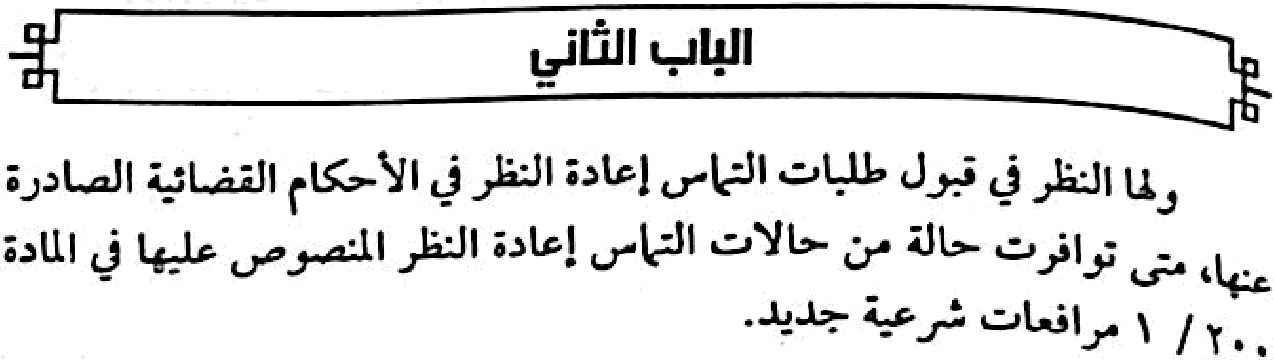 الباب الثاني
ولها النظر في قبول طلبات التماس إعادة النظر في الأحكام القضائية الصادرة
عنها، متى توافرت حالة من حالات التماس إعادة النظر المنصوص عليها في المادة
٢٠٠ / ١ مرافعات شرعية جديد.